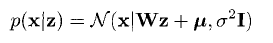 p(x|z) = 𝒩(x|Wz + μ, σ²I)